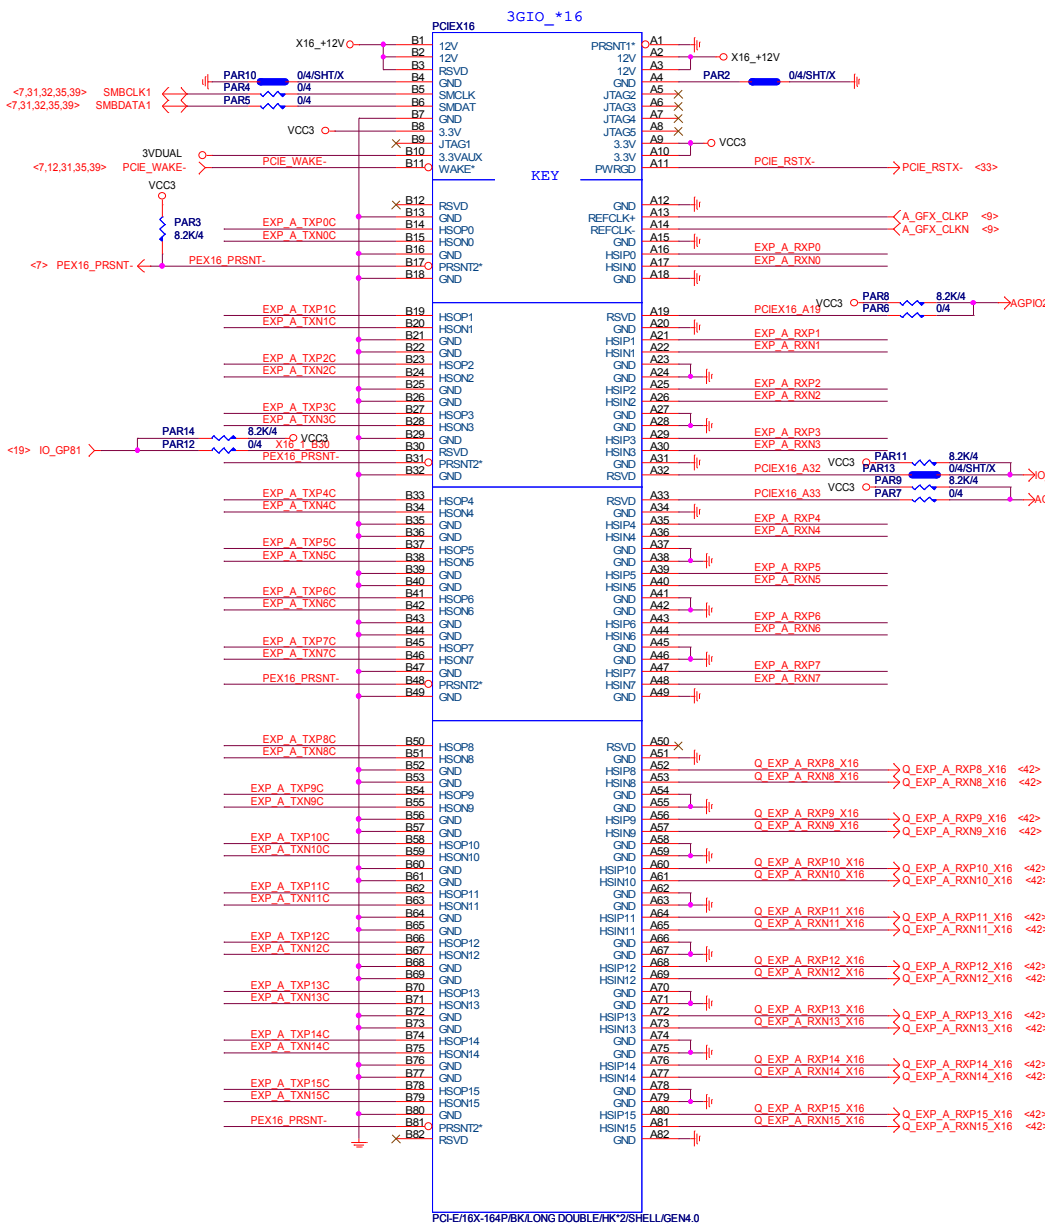 3GIO_*16
PCIEX16
X16_+12V B1 12V PRSNT1* A1
B2 12V 12V A2 X16_+12V
B3 RSVD 12V A3
PAR10 0/4/SHT/X B4 GND GND A4 PAR2 0/4/SHT/X
<7,31,32,35,39> SMBCLK1 PAR4 0/4 B5 SMCLK JTAG2 A5
<7,31,32,35,39> SMBDATA1 PAR5 0/4 B6 SMDAT JTAG3 A6
B7 GND JTAG4 A7
VCC3 B8 3.3V JTAG5 A8
B9 JTAG1 3.3V A9 VCC3
3VDUAL B10 3.3VAUX 3.3V A10
<7,12,31,35,39> PCIE_WAKE- PCIE_WAKE- B11 WAKE* PWRGD A11 PCIE_RSTX- PCIE_RSTX- <33>
KEY
VCC3
B12 RSVD GND A12
PAR3 8.2K/4
B13 GND REFCLK+ A13 A_GFX_CLKP <9>
EXP_A_TXP0C B14 HSOP0 REFCLK- A14 A_GFX_CLKN <9>
EXP_A_TXN0C B15 HSON0 GND A15
B16 GND HSIP0 A16 EXP_A_RXP0
<7> PEX16_PRSNT- PEX16_PRSNT- B17 PRSNT2* HSIN0 A17 EXP_A_RXN0
B18 GND GND A18
VCC3 PAR8 8.2K/4 AGPIO2
EXP_A_TXP1C B19 HSOP1 RSVD A19 PCIEX16_A19 PAR6 0/4
EXP_A_TXN1C B20 HSON1 GND A20
B21 GND HSIP1 A21 EXP_A_RXP1
B22 GND HSIN1 A22 EXP_A_RXN1
EXP_A_TXP2C B23 HSOP2 GND A23
EXP_A_TXN2C B24 HSON2 GND A24
B25 GND HSIP2 A25 EXP_A_RXP2
B26 GND HSIN2 A26 EXP_A_RXN2
EXP_A_TXP3C B27 HSOP3 GND A27
EXP_A_TXN3C B28 HSON3 GND A28
PAR14 8.2K/4 VCC3 B29 GND HSIP3 A29 EXP_A_RXP3
<19> IO_GP81 PAR12 0/4 X16_1_B30 B30 RSVD HSIN3 A30 EXP_A_RXN3
PEX16_PRSNT- B31 PRSNT2* GND A31 VCC3 PAR11 8.2K/4
B32 GND RSVD A32 PCIEX16_A32 PAR13 0/4/SHT/X IO
VCC3 PAR9 8.2K/4
EXP_A_TXP4C B33 HSOP4 RSVD A33 PCIEX16_A33 PAR7 0/4
EXP_A_TXN4C B34 HSON4 GND A34
B35 GND HSIP4 A35 EXP_A_RXP4
B36 GND HSIN4 A36 EXP_A_RXN4
EXP_A_TXP5C B37 HSOP5 GND A37
EXP_A_TXN5C B38 HSON5 GND A38
B39 GND HSIP5 A39 EXP_A_RXP5
B40 GND HSIN5 A40 EXP_A_RXN5
EXP_A_TXP6C B41 HSOP6 GND A41
EXP_A_TXN6C B42 HSON6 GND A42
B43 GND HSIP6 A43 EXP_A_RXP6
B44 GND HSIN6 A44 EXP_A_RXN6
EXP_A_TXP7C B45 HSOP7 GND A45
EXP_A_TXN7C B46 HSON7 GND A46
B47 GND HSIP7 A47 EXP_A_RXP7
PEX16_PRSNT- B48 PRSNT2* HSIN7 A48 EXP_A_RXN7
B49 GND GND A49
EXP_A_TXP8C B50 HSOP8 RSVD A50
EXP_A_TXN8C B51 HSON8 GND A51
B52 GND HSIP8 A52 Q_EXP_A_RXP8_X16 Q_EXP_A_RXP8_X16 <42>
B53 GND HSIN8 A53 Q_EXP_A_RXN8_X16 Q_EXP_A_RXN8_X16 <42>
EXP_A_TXP9C B54 HSOP9 GND A54
EXP_A_TXN9C B55 HSON9 GND A55
B56 GND HSIP9 A56 Q_EXP_A_RXP9_X16 Q_EXP_A_RXP9_X16 <42>
B57 GND HSIN9 A57 Q_EXP_A_RXN9_X16 Q_EXP_A_RXN9_X16 <42>
EXP_A_TXP10C B58 HSOP10 GND A58
EXP_A_TXN10C B59 HSON10 GND A59
B60 GND HSIP10 A60 Q_EXP_A_RXP10_X16 Q_EXP_A_RXP10_X16 <42>
B61 GND HSIN10 A61 Q_EXP_A_RXN10_X16 Q_EXP_A_RXN10_X16 <42>
EXP_A_TXP11C B62 HSOP11 GND A62
EXP_A_TXN11C B63 HSON11 GND A63
B64 GND HSIP11 A64 Q_EXP_A_RXP11_X16 Q_EXP_A_RXP11_X16 <42>
B65 GND HSIN11 A65 Q_EXP_A_RXN11_X16 Q_EXP_A_RXN11_X16 <42>
EXP_A_TXP12C B66 HSOP12 GND A66
EXP_A_TXN12C B67 HSON12 GND A67
B68 GND HSIP12 A68 Q_EXP_A_RXP12_X16 Q_EXP_A_RXP12_X16 <42>
B69 GND HSIN12 A69 Q_EXP_A_RXN12_X16 Q_EXP_A_RXN12_X16 <42>
EXP_A_TXP13C B70 HSOP13 GND A70
EXP_A_TXN13C B71 HSON13 GND A71
B72 GND HSIP13 A72 Q_EXP_A_RXP13_X16 Q_EXP_A_RXP13_X16 <42>
B73 GND HSIN13 A73 Q_EXP_A_RXN13_X16 Q_EXP_A_RXN13_X16 <42>
EXP_A_TXP14C B74 HSOP14 GND A74
EXP_A_TXN14C B75 HSON14 GND A75
B76 GND HSIP14 A76 Q_EXP_A_RXP14_X16 Q_EXP_A_RXP14_X16 <42>
B77 GND HSIN14 A77 Q_EXP_A_RXN14_X16 Q_EXP_A_RXN14_X16 <42>
EXP_A_TXP15C B78 HSOP15 GND A78
EXP_A_TXN15C B79 HSON15 GND A79
B80 GND HSIP15 A80 Q_EXP_A_RXP15_X16 Q_EXP_A_RXP15_X16 <42>
PEX16_PRSNT- B81 PRSNT2* HSIN15 A81 Q_EXP_A_RXN15_X16 Q_EXP_A_RXN15_X16 <42>
B82 RSVD GND A82
PCI-E/16X-164P/BK/LONG DOUBLE/HK*2/SHELL/GEN4.0